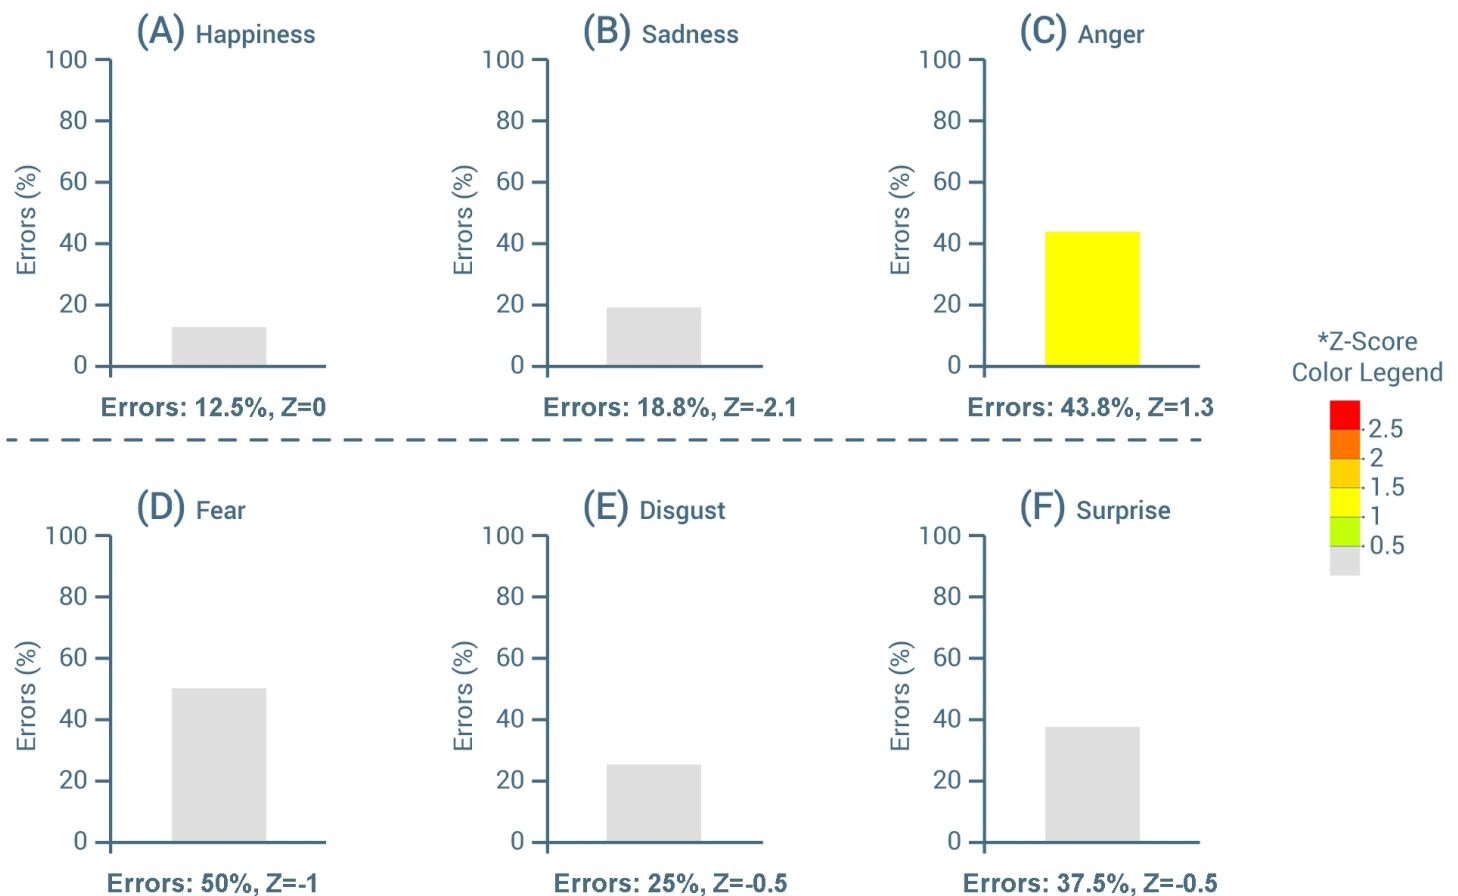 (A) Happiness
100
80
60
40
20
0
Errors (%)
Errors: 12.5%, Z=0
(B) Sadness
100
80
60
40
20
0
Errors (%)
Errors: 18.8%, Z=-2.1
(C) Anger
100
80
60
40
20
0
Errors (%)
Errors: 43.8%, Z=1.3
*Z-Score
Color Legend
2.5
2
1.5
1
0.5
(D) Fear
100
80
60
40
20
0
Errors (%)
Errors: 50%, Z=-1
(E) Disgust
100
80
60
40
20
0
Errors (%)
Errors: 25%, Z=-0.5
(F) Surprise
100
80
60
40
20
0
Errors (%)
Errors: 37.5%, Z=-0.5